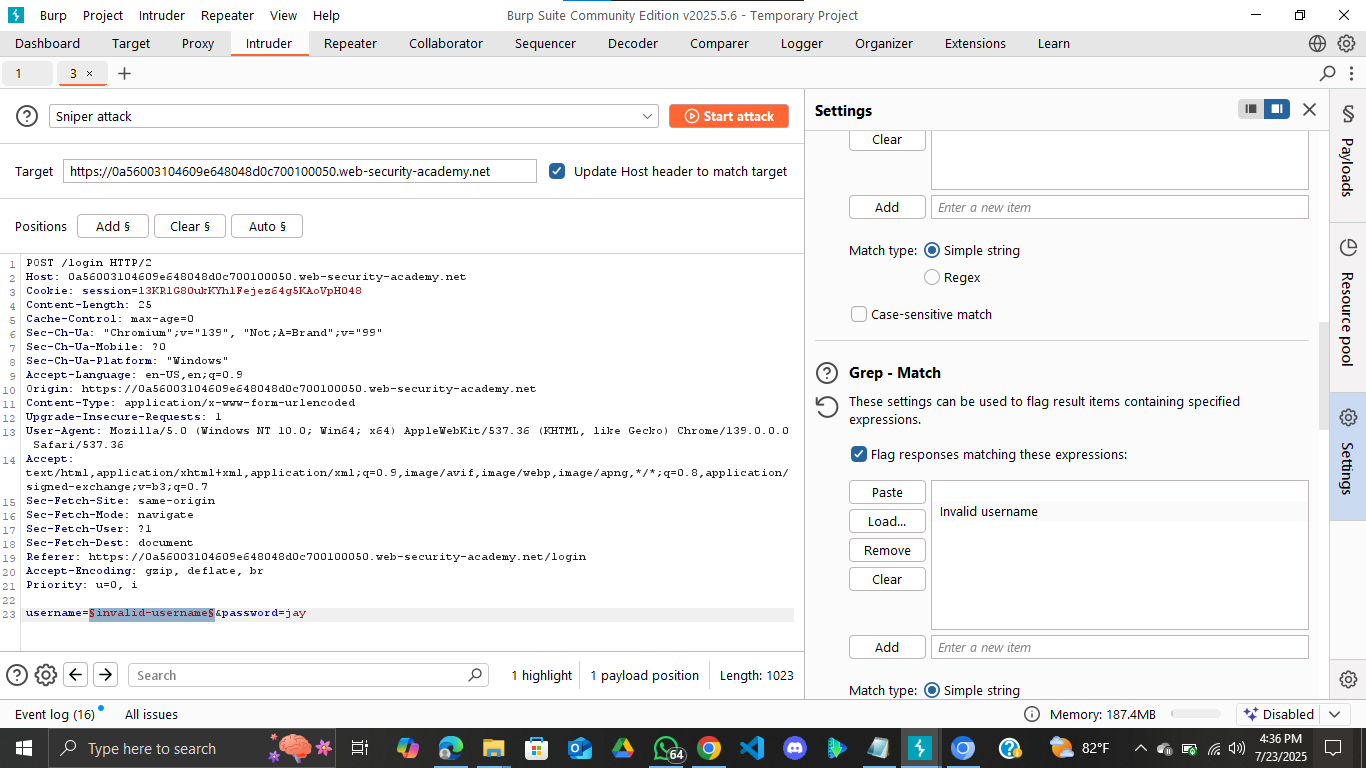 Burp Project Intruder Repeater View Help Burp Suite Community Edition v2025.5.6 - Temporary Project
Dashboard Target Proxy Intruder Repeater Collaborator Sequencer Decoder Comparer Logger Organizer Extensions Learn
1 3 × +
Sniper attack Start attack
Target https://0a56003104609e648048d0c700100050.web-security-academy.net Update Host header to match target
Positions Add § Clear § Auto §
1 POST /login HTTP/2
2 Host: 0a56003104609e648048d0c700100050.web-security-academy.net
3 Cookie: session=l3KRlG80ukKYhlFejez64g5KAoVpH048
4 Content-Length: 25
5 Cache-Control: max-age=0
6 Sec-Ch-Ua: "Chromium";v="139", "Not;A=Brand";v="99"
7 Sec-Ch-Ua-Mobile: ?0
8 Sec-Ch-Ua-Platform: "Windows"
9 Accept-Language: en-US,en;q=0.9
10 Origin: https://0a56003104609e648048d0c700100050.web-security-academy.net
11 Content-Type: application/x-www-form-urlencoded
12 Upgrade-Insecure-Requests: 1
13 User-Agent: Mozilla/5.0 (Windows NT 10.0; Win64; x64) AppleWebKit/537.36 (KHTML, like Gecko) Chrome/139.0.0.0
Safari/537.36
14 Accept:
text/html,application/xhtml+xml,application/xml;q=0.9,image/avif,image/webp,image/apng,*/*;q=0.8,application/
signed-exchange;v=b3;q=0.7
15 Sec-Fetch-Site: same-origin
16 Sec-Fetch-Mode: navigate
17 Sec-Fetch-User: ?1
18 Sec-Fetch-Dest: document
19 Referer: https://0a56003104609e648048d0c700100050.web-security-academy.net/login
20 Accept-Encoding: gzip, deflate, br
21 Priority: u=0, i
22
23 username=§invalid-username§&password=jay
Search 1 highlight 1 payload position Length: 1023
Settings
Clear
Add Enter a new item
Match type: Simple string
Regex
Case-sensitive match
Grep - Match
These settings can be used to flag result items containing specified
expressions.
Flag responses matching these expressions:
Paste
Invalid username
Load...
Remove
Clear
Add Enter a new item
Match type: Simple string
§ Payloads
Resource pool
Settings
Event log (16) All issues Memory: 187.4MB Disabled
Type here to search 64 82°F 4:36 PM
7/23/2025